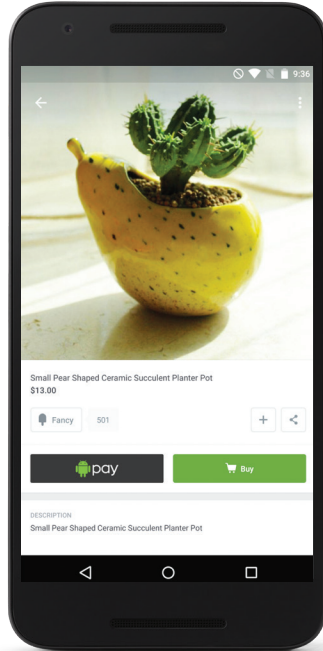 9:36
Small Pear Shaped Ceramic Succulent Planter Pot
$13.00
Fancy 501
pay Buy
DESCRIPTION
Small Pear Shaped Ceramic Succulent Planter Pot